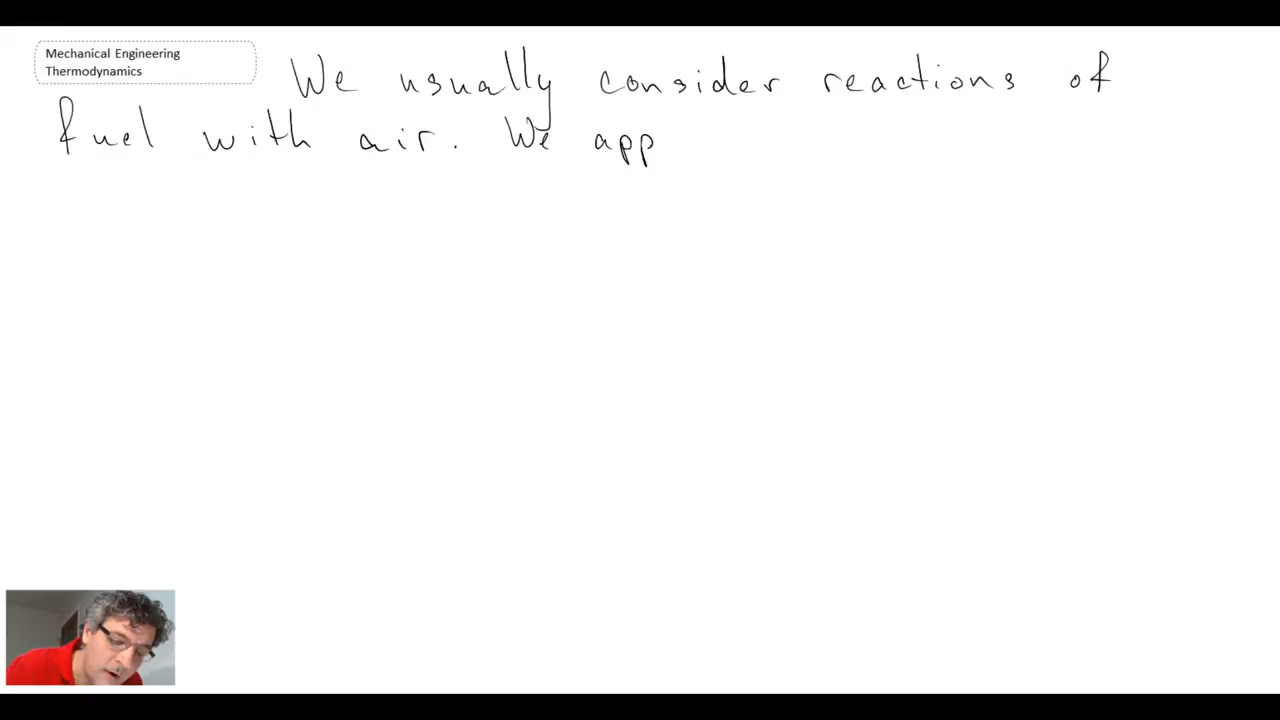 Mechanical Engineering
Thermodynamics
We usually consider reactions of
fuel with air. We app